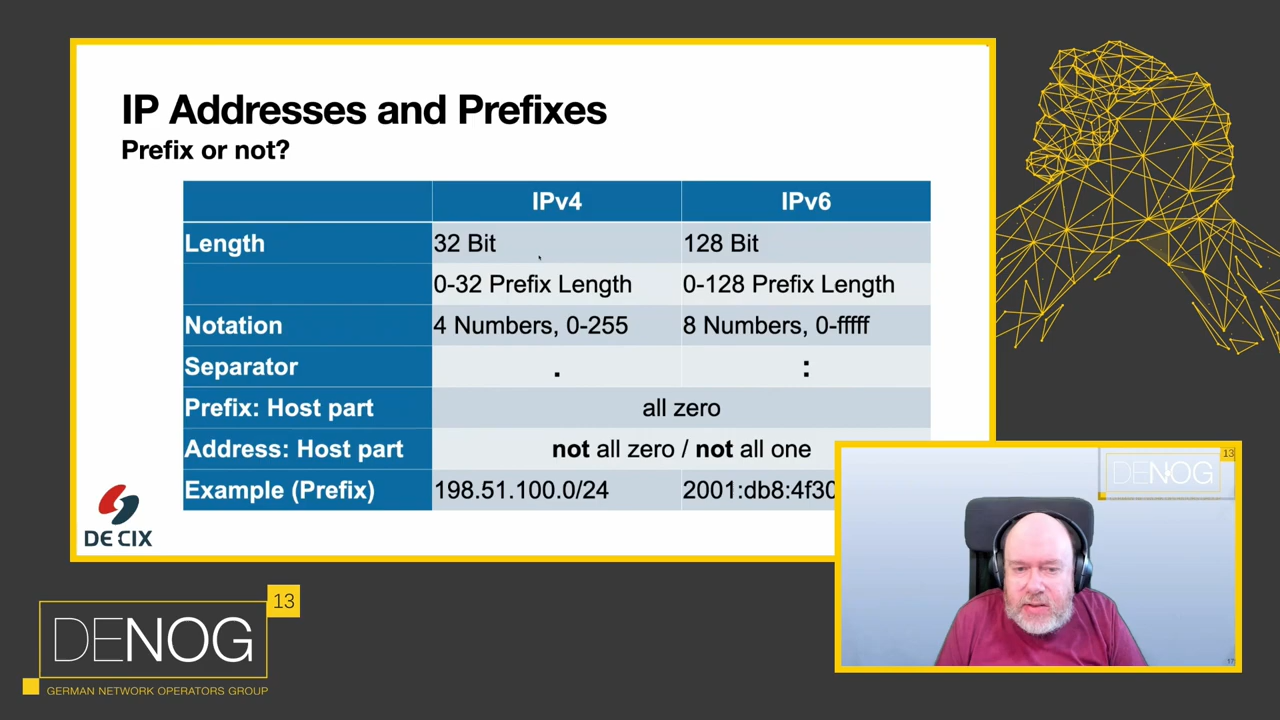 IP Addresses and Prefixes
Prefix or not?
IPv4 IPv6
Length 32 Bit 128 Bit
0-32 Prefix Length 0-128 Prefix Length
Notation 4 Numbers, 0-255 8 Numbers, 0-fffff
Separator . :
Prefix: Host part all zero
Address: Host part not all zero / not all one
Example (Prefix) 198.51.100.0/24 2001:db8:4f30
DE CIX
DENOG
13
DENOG
13
GERMAN NETWORK OPERATORS GROUP